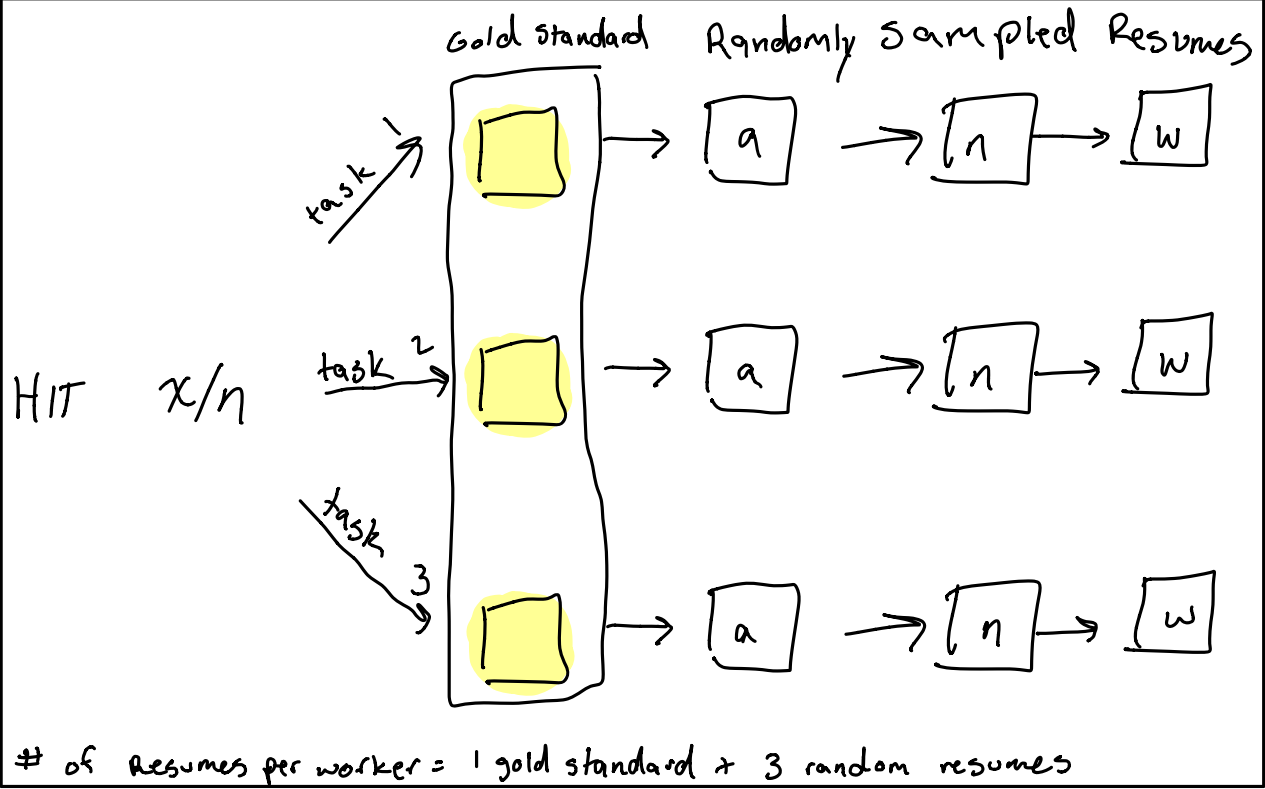 Gold Standard Randomly Sampled Resumes
task 1 a n w
HIT x/n task 2 a n w
task 3 a n w
# of Resumes per worker = 1 gold standard + 3 random resumes